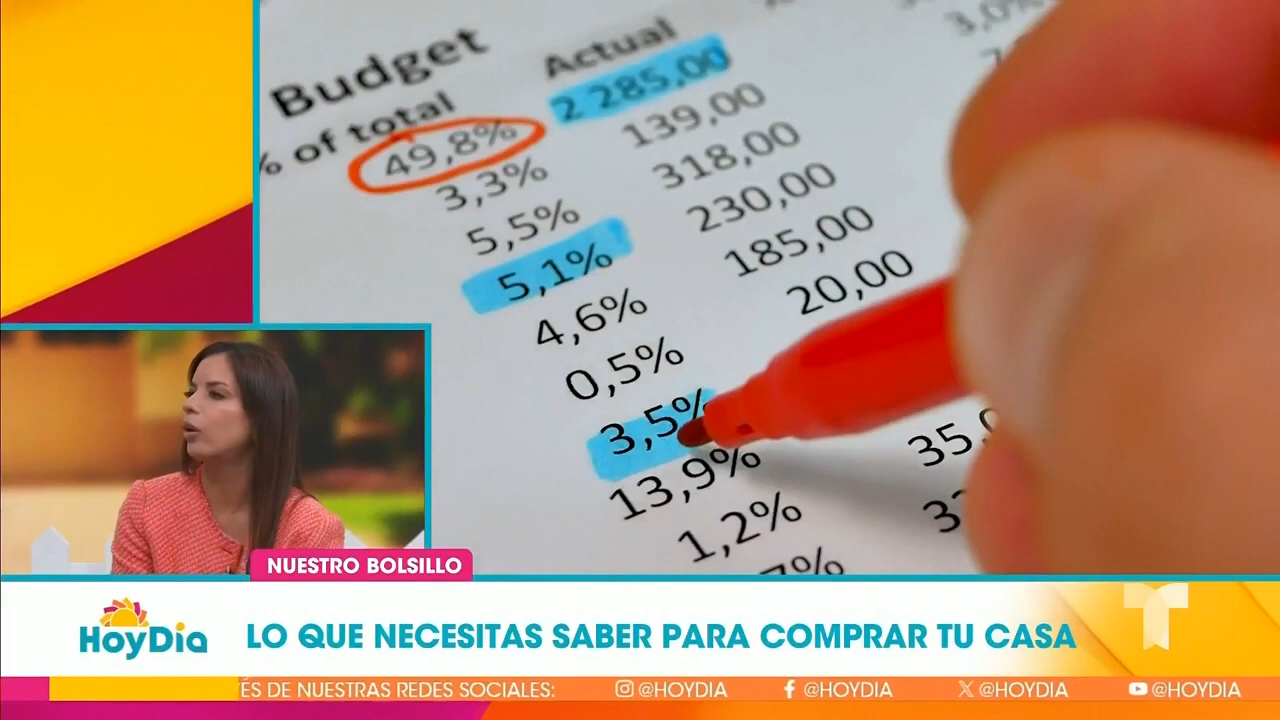 Budget
% of total
49,8%
3,3%
5,5%
5,1%
4,6%
0,5%
3,5%
13,9%
1,2%
Actual
2 285,00
139,00
318,00
230,00
185,00
20,00
3,0%
NUESTRO BOLSILLO
HoyDía
LO QUE NECESITAS SABER PARA COMPRAR TU CASA
T
ÉS DE NUESTRAS REDES SOCIALES: @HOYDIA @HOYDIA @HOYDIA @HOYDIA